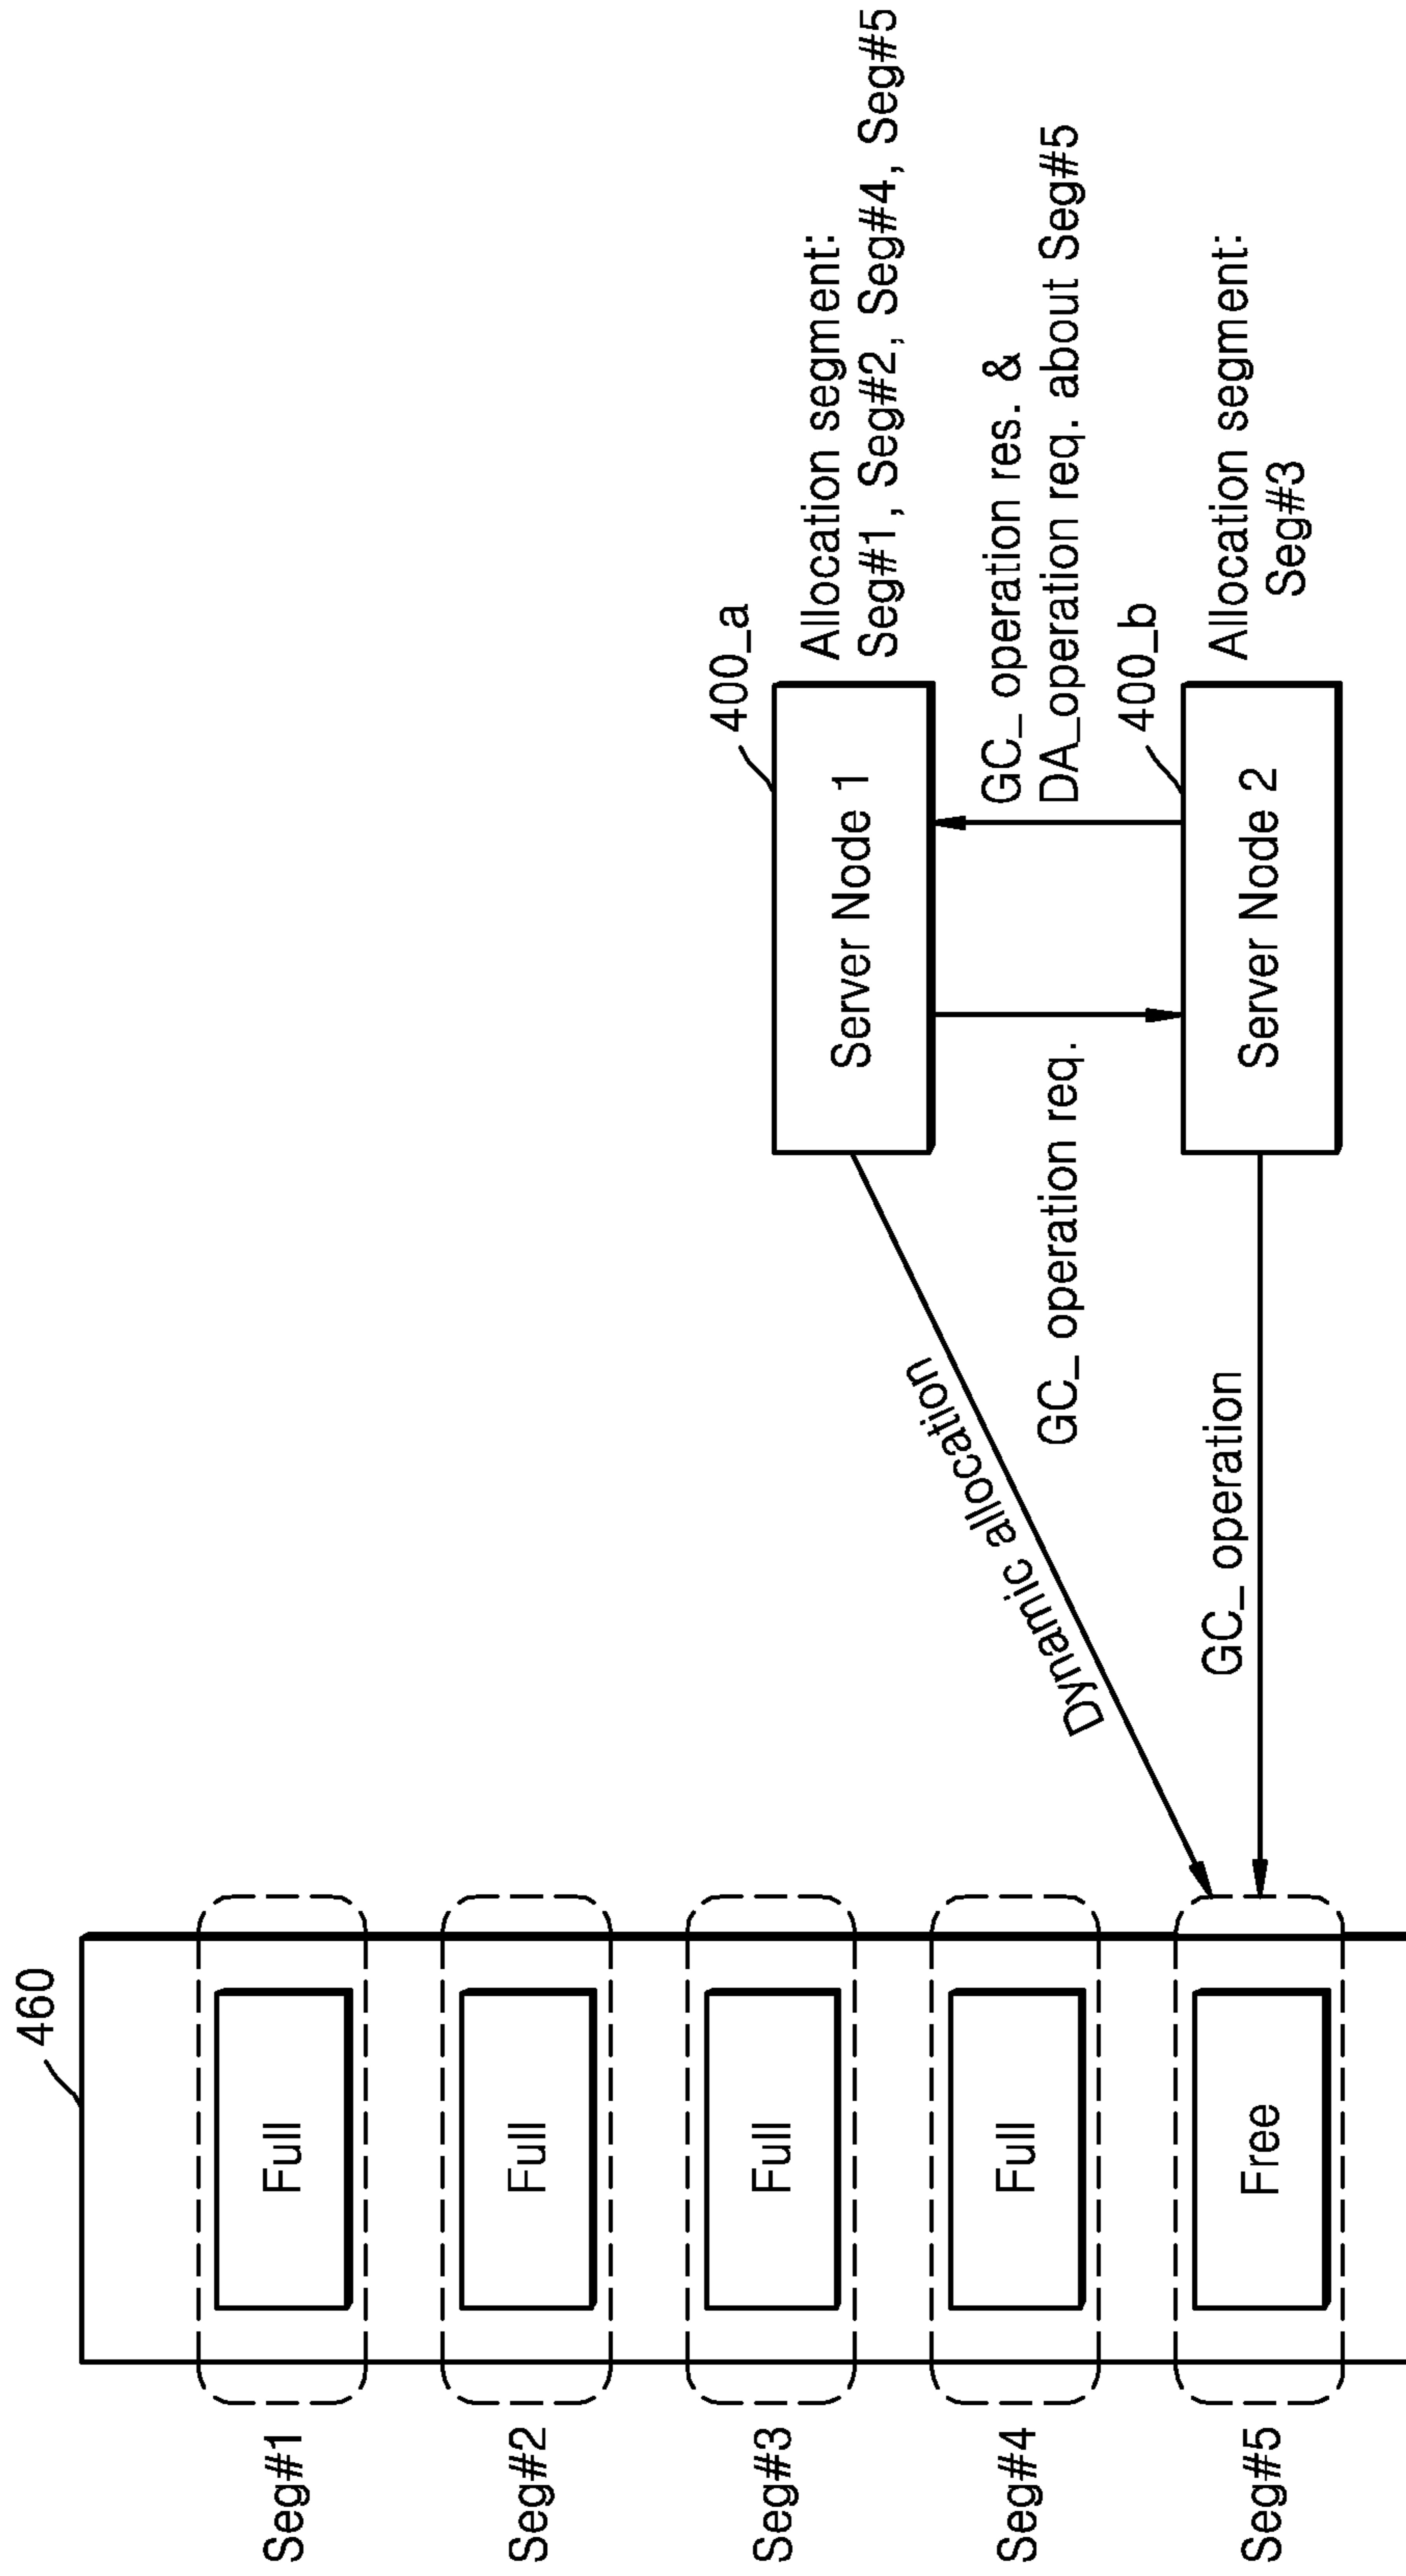 460
Seg#1
Full
Seg#2
Full
Seg#3
Full
Seg#4
Full
Seg#5
Free
Dynamic allocation
GC_ operation
400_a
Server Node 1
Allocation segment:
Seg#1, Seg#2, Seg#4, Seg#5
GC_ operation req.
GC_ operation res. &
DA_operation req. about Seg#5
400_b
Server Node 2
Allocation segment:
Seg#3